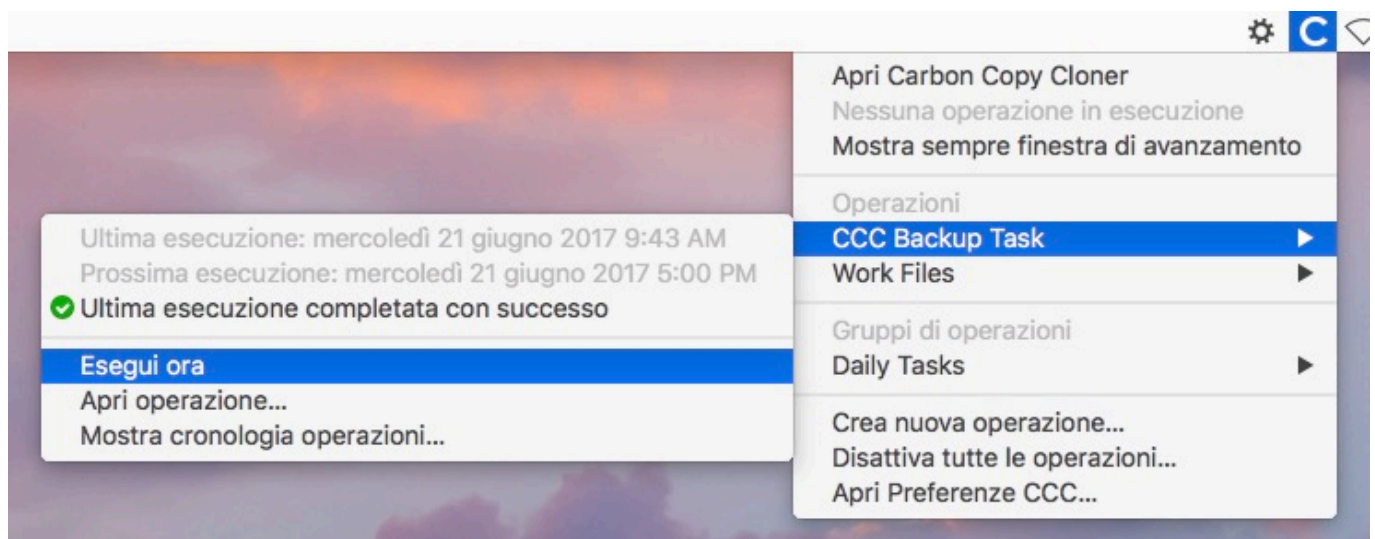 C
Apri Carbon Copy Cloner
Nessuna operazione in esecuzione
Mostra sempre finestra di avanzamento
Operazioni
CCC Backup Task
Work Files
Gruppi di operazioni
Daily Tasks
Crea nuova operazione...
Disattiva tutte le operazioni...
Apri Preferenze CCC...
Ultima esecuzione: mercoledì 21 giugno 2017 9:43 AM
Prossima esecuzione: mercoledì 21 giugno 2017 5:00 PM
Ultima esecuzione completata con successo
Esegui ora
Apri operazione...
Mostra cronologia operazioni...